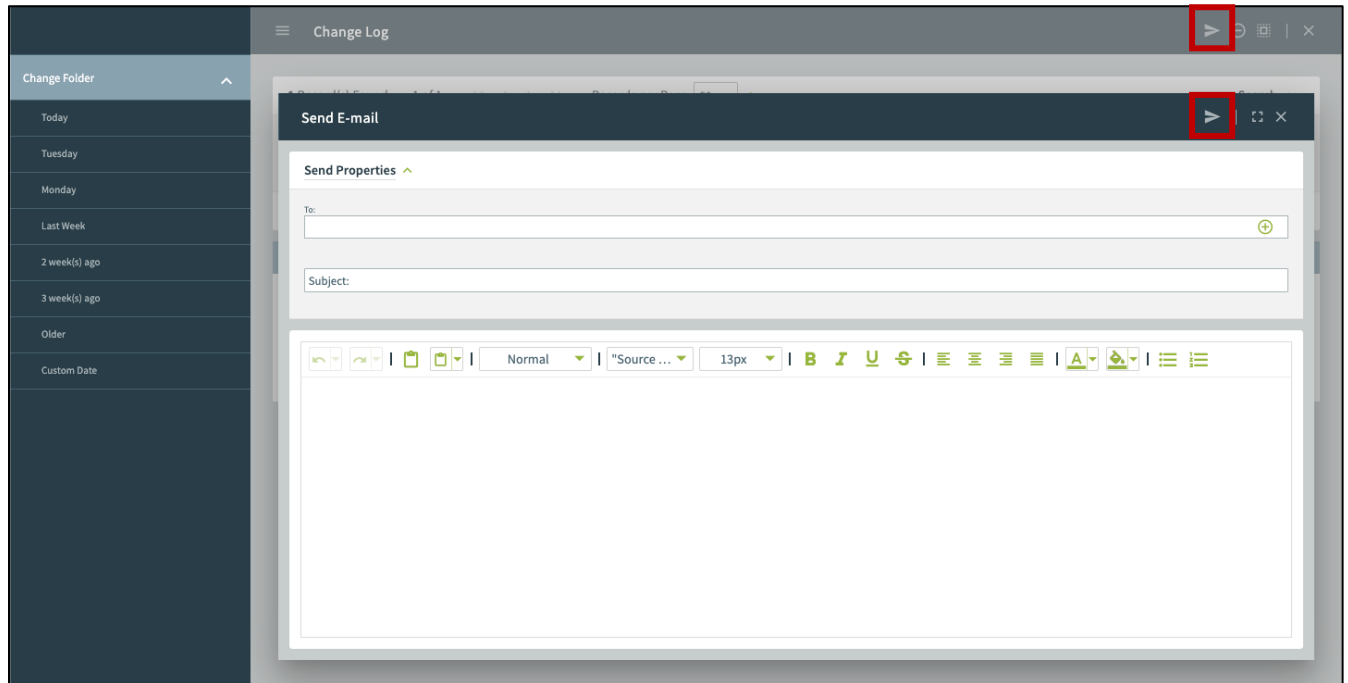 Change Log
Change Folder
Today
Tuesday
Monday
Last Week
2 week(s) ago
3 week(s) ago
Older
Custom Date
Send E-mail
Send Properties
To:
Subject:
Normal "Source ... 13px B I U S A